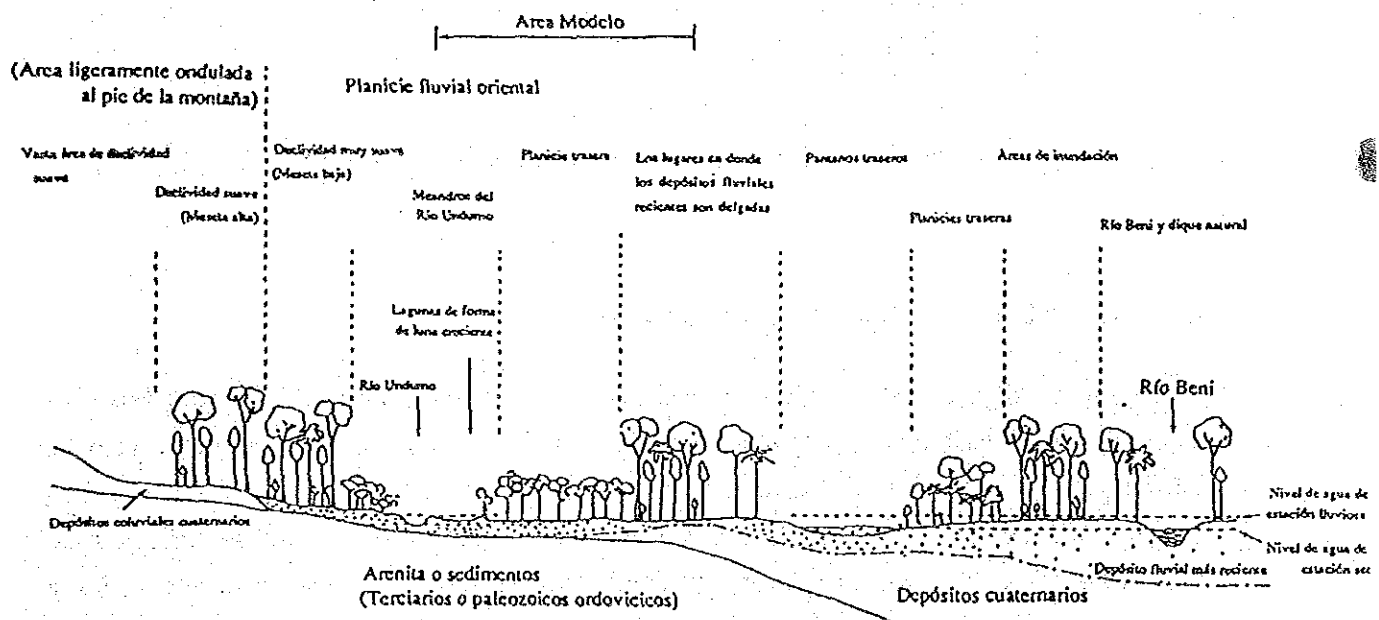 Area Modelo
(Area ligeramente ondulada
al pie de la montaña)
Planicie fluvial oriental
Vasta área de declividad
suave
Declividad suave
(Meseta alta)
Declividad muy suave
(Meseta baja)
Meandros del
Río Undumo
Planicie trasera
Los lugares en donde
los depósitos fluviales
recientes son delgadas
Pantanos traseros
Planicies traseras
Areas de inundación
Río Beni y dique natural
Lagunas de forma
de luna creciente
Río Undumo
Río Beni
Depósitos coluviales cuaternarios
Nivel de agua de
estación fluviosa
Nivel de agua de
estación sec
Depósito fluvial más reciente
Arenita o sedimentos
(Terciarios o paleozoicos ordovícicos)
Depósitos cuaternarios